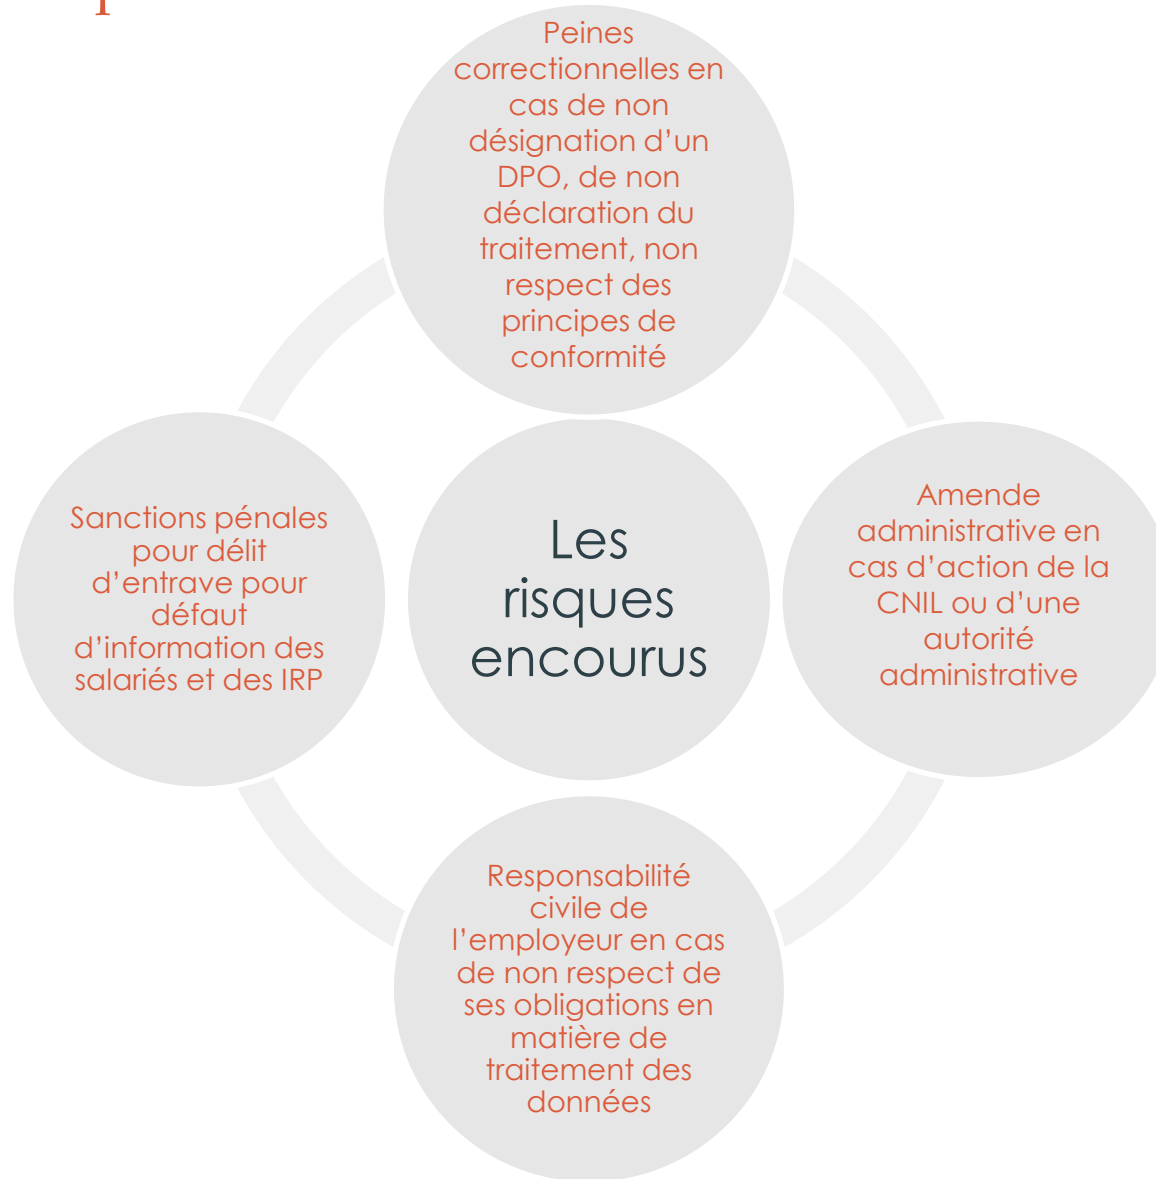 Peines
correctionnelles en
cas de non
désignation d’un
DPO, de non
déclaration du
traitement, non
respect des
principes de
conformité
Sanctions pénales
pour délit
d’entrave pour
défaut
d’information des
salariés et des IRP
Les
risques
encourus
Amende
administrative en
cas d’action de la
CNIL ou d’une
autorité
administrative
Responsabilité
civile de
l’employeur en cas
de non respect de
ses obligations en
matière de
traitement des
données